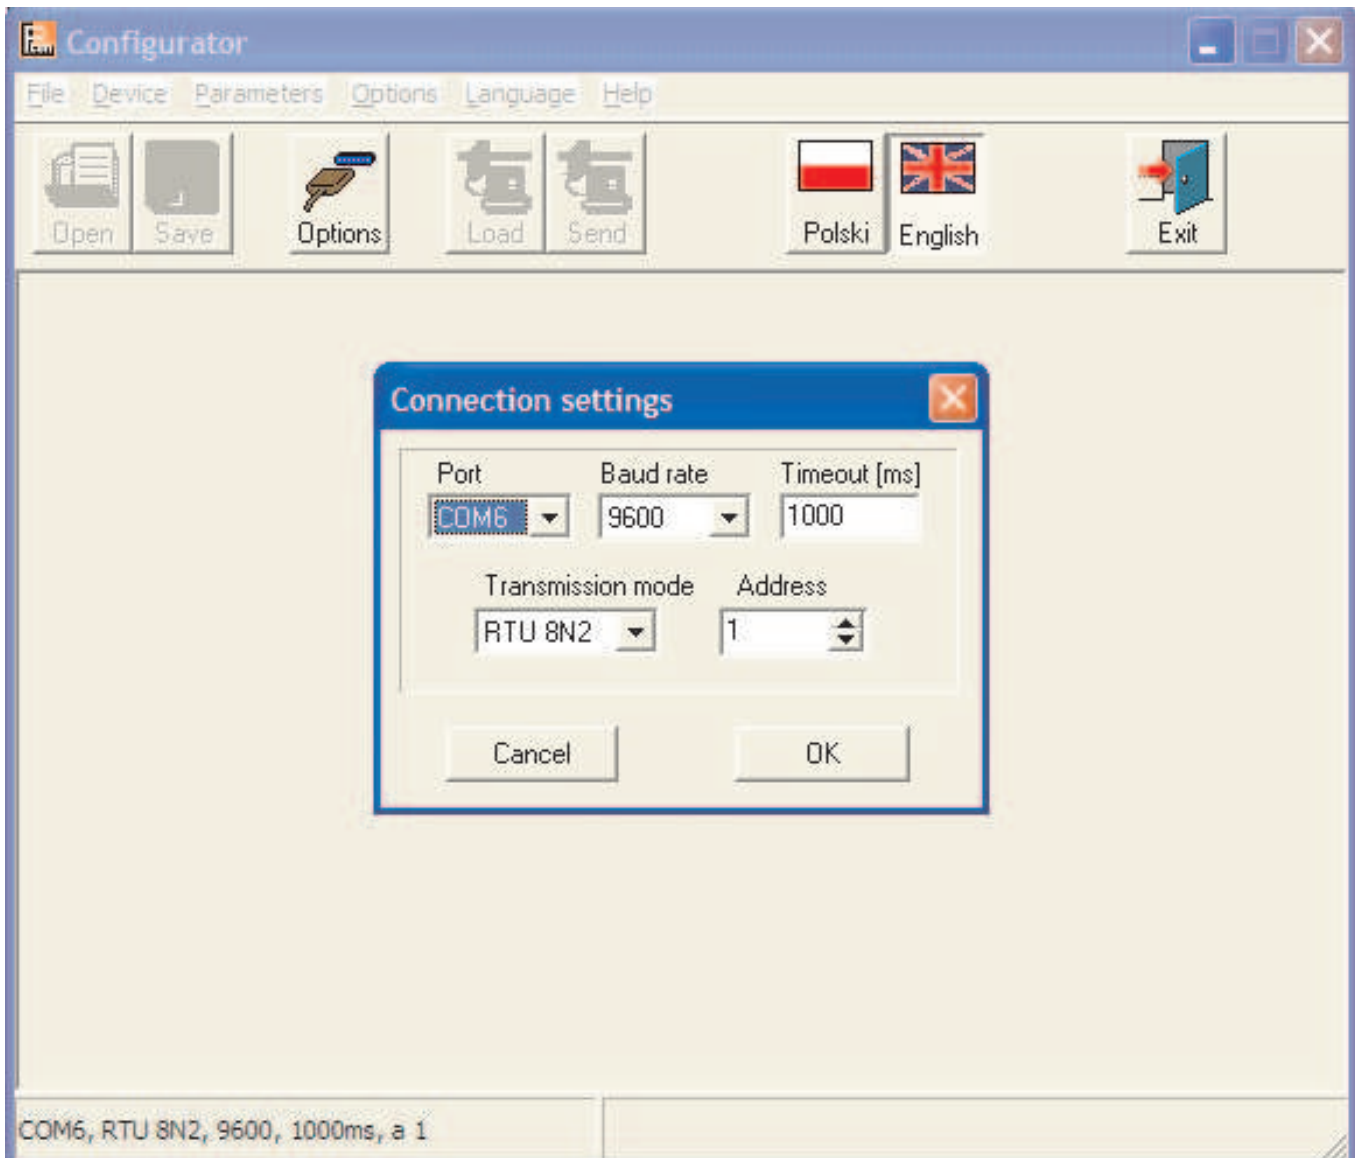 Configurator
File Device Parameters Options Language Help
Open Save Options Load Send Polski English Exit
Connection settings
Port Baud rate Timeout [ms]
COM6 9600 1000
Transmission mode Address
RTU 8N2 1
Cancel OK
COM6, RTU 8N2, 9600, 1000ms, a 1